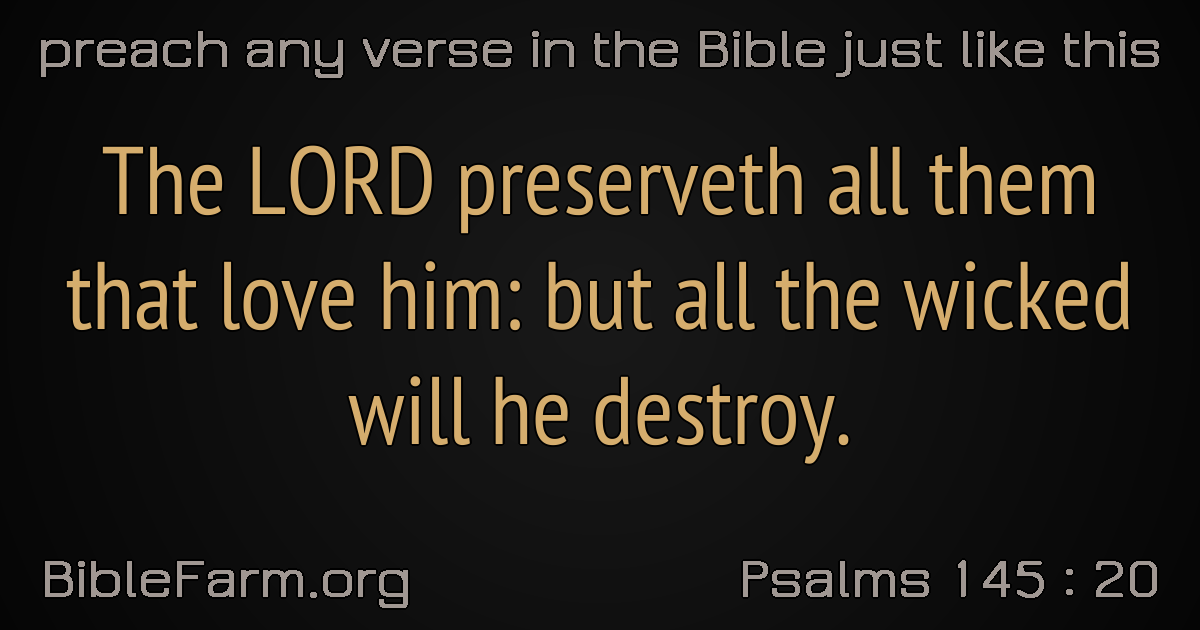 preach any verse in the Bible just like this
The LORD preserveth all them
that love him: but all the wicked
will he destroy.
BibleFarm.org
Psalms 145 : 20